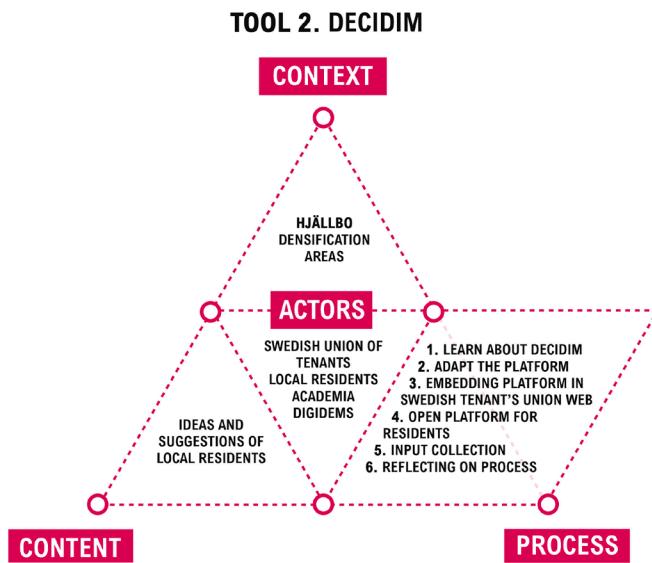 TOOL 2. DECIDIM
CONTEXT
HJÄLLBO
DENSIFICATION
AREAS
ACTORS
SWEDISH UNION OF
TENANTS
LOCAL RESIDENTS
ACADEMIA
DIGIDEMS
IDEAS AND
SUGGESTIONS OF
LOCAL RESIDENTS
1. LEARN ABOUT DECIDIM
2. ADAPT THE PLATFORM
3. EMBEDDING PLATFORM IN
SWEDISH TENANT'S UNION WEB
4. OPEN PLATFORM FOR
RESIDENTS
5. INPUT COLLECTION
6. REFLECTING ON PROCESS
CONTENT
PROCESS